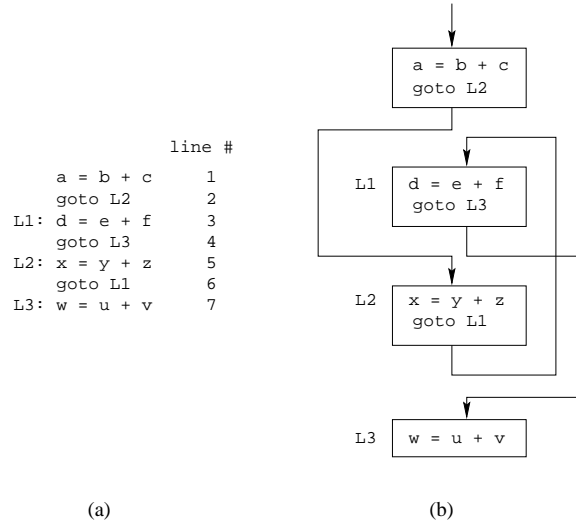 line #
a = b + c 1
goto L2 2
L1: d = e + f 3
goto L3 4
L2: x = y + z 5
goto L1 6
L3: w = u + v 7
(a)
a = b + c
goto L2
L1 d = e + f
goto L3
L2 x = y + z
goto L1
L3 w = u + v
(b)